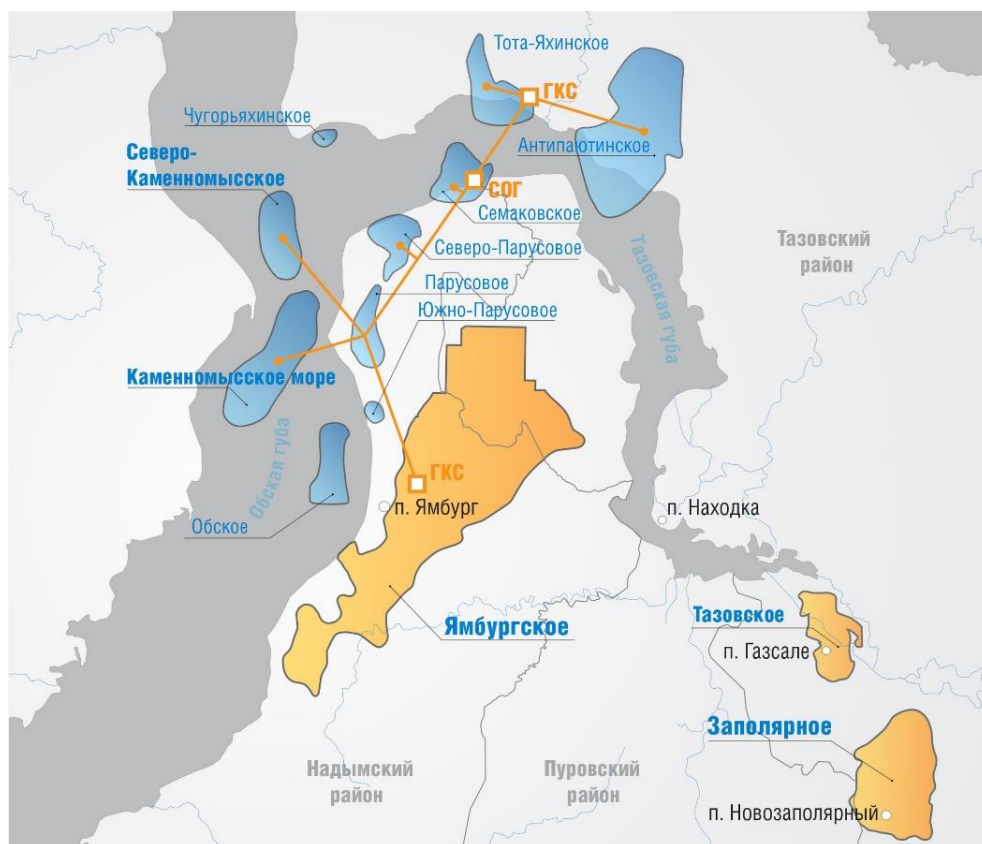 Тота-Яхинское
ГКС
Чугорьяхинское
Антипаютинское
Северо-
Каменномысское
СОГ
Семаковское
Тазовский
район
Северо-Парусовое
Тазовская губа
Парусовое
Южно-Парусовое
Каменномысское море
Обская губа
ГКС
п. Ямбург
п. Находка
Обское
Ямбургское
Тазовское
п. Газсале
Заполярное
Надымский
район
Пуровский
район
п. Новозаполярный